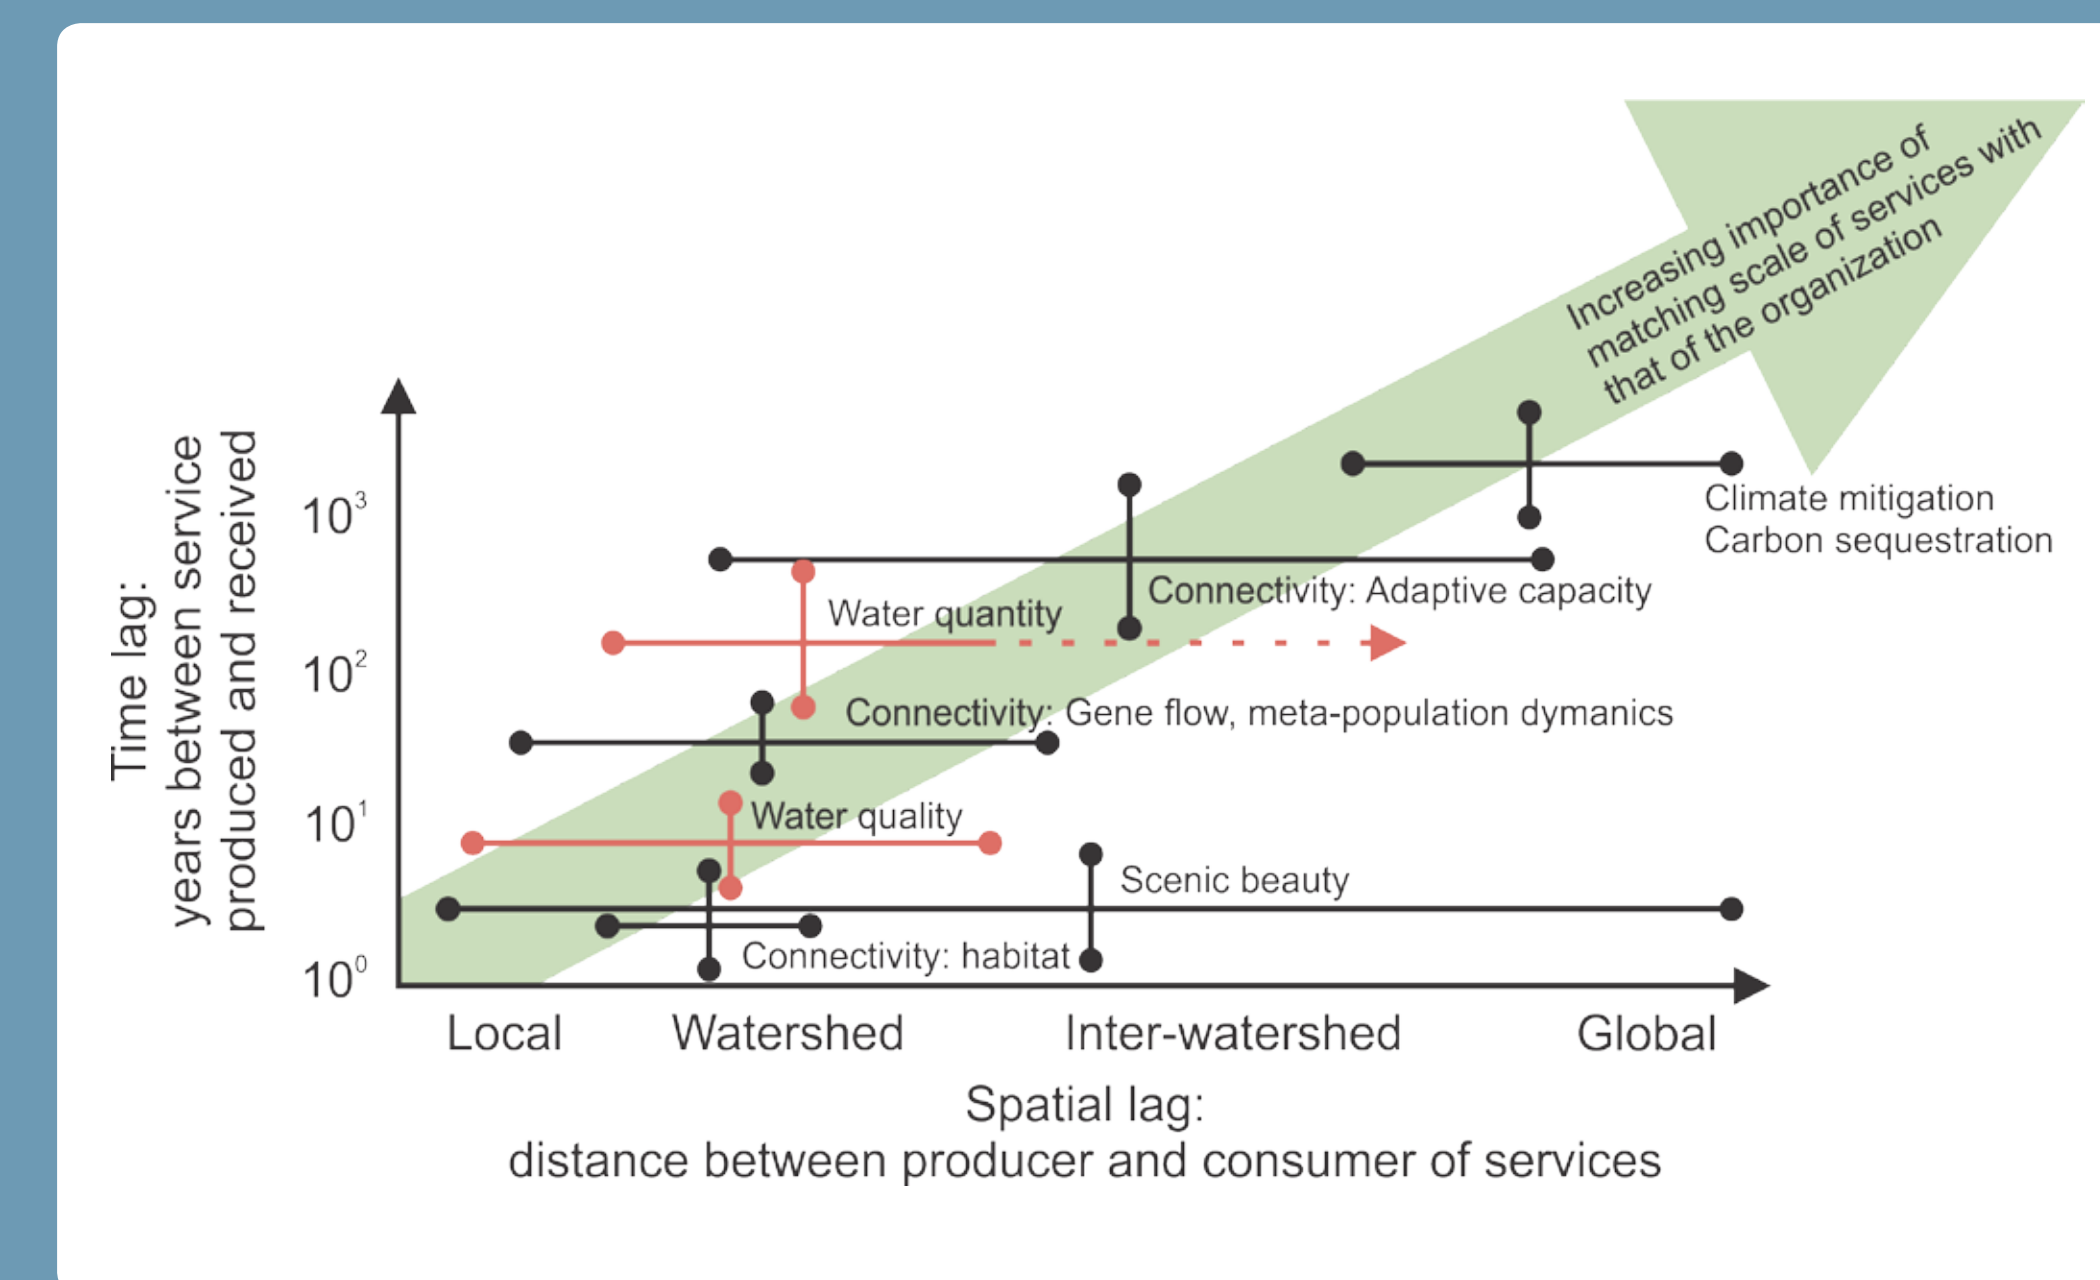 Increasing importance of
matching scale of services with
that of the organization
Time lag:
years between service
produced and received
10³
10²
10¹
10⁰
Climate mitigation
Carbon sequestration
Connectivity: Adaptive capacity
Water quantity
Connectivity: Gene flow, meta-population dymanics
Water quality
Scenic beauty
Connectivity: habitat
Local
Watershed
Inter-watershed
Global
Spatial lag:
distance between producer and consumer of services